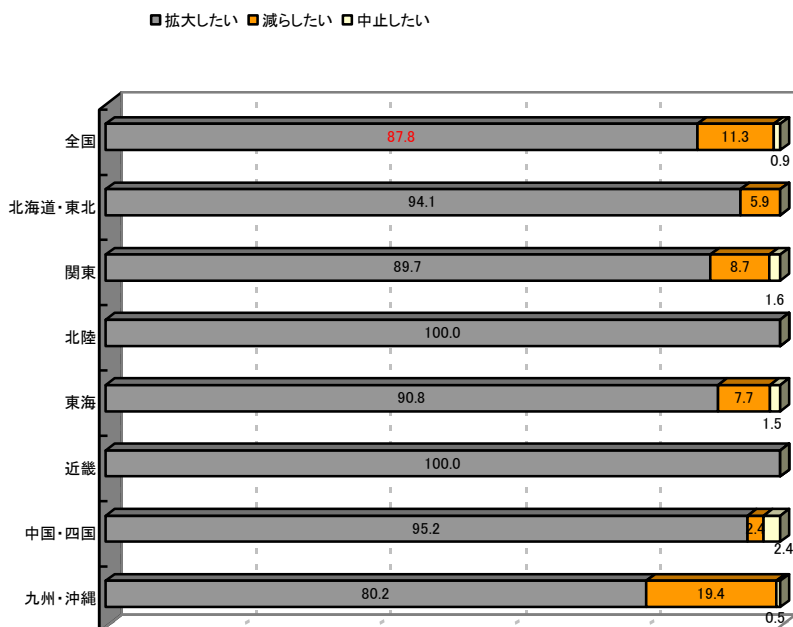 拡大したい 減らしたい 中止したい
全国 87.8 11.3 0.9
北海道・東北 94.1 5.9
関東 89.7 8.7 1.6
北陸 100.0
東海 90.8 7.7 1.5
近畿 100.0
中国・四国 95.2 2.4 2.4
九州・沖縄 80.2 19.4 0.5